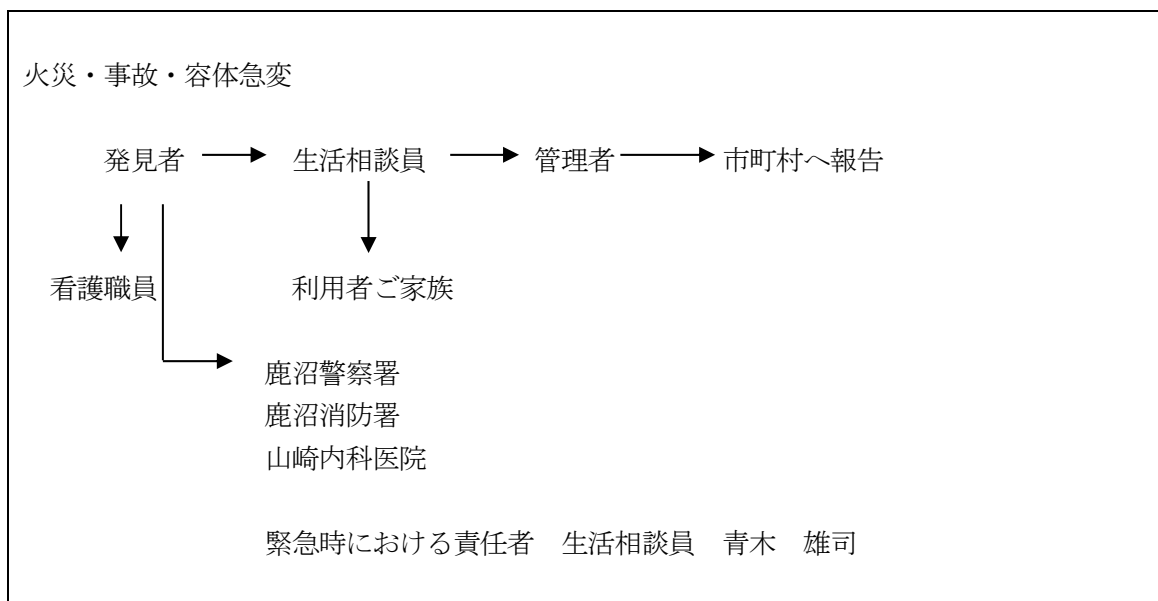 火災・事故・容体急変
発見者 生活相談員 管理者 市町村へ報告
看護職員 利用者ご家族
鹿沼警察署
鹿沼消防署
山崎内科医院
緊急時における責任者 生活相談員 青木 雄司